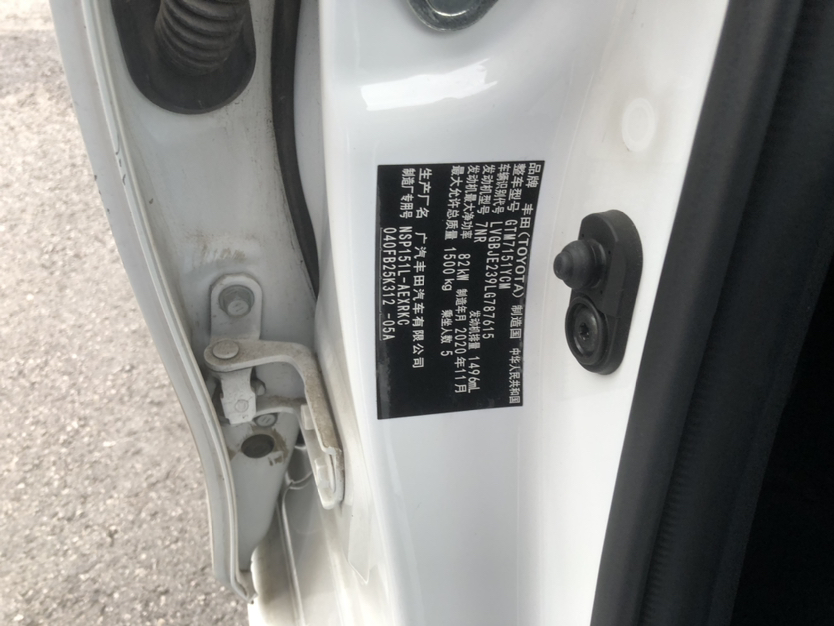 品牌 丰田(TOYOTA) 制造国 中华人民共和国
整车型号 GTM7151YCM
车辆识别代号 LVGBJE239LG787615
发动机型号 7NR 发动机排量 1496mL
发动机最大净功率 82kW 制造年月 2020年11月
最大允许总质量 1500kg 乘坐人数 5
生产厂名 广汽丰田汽车有限公司
制造厂专用号 NSP151L-AEXRKC
040FB25K312 -05A